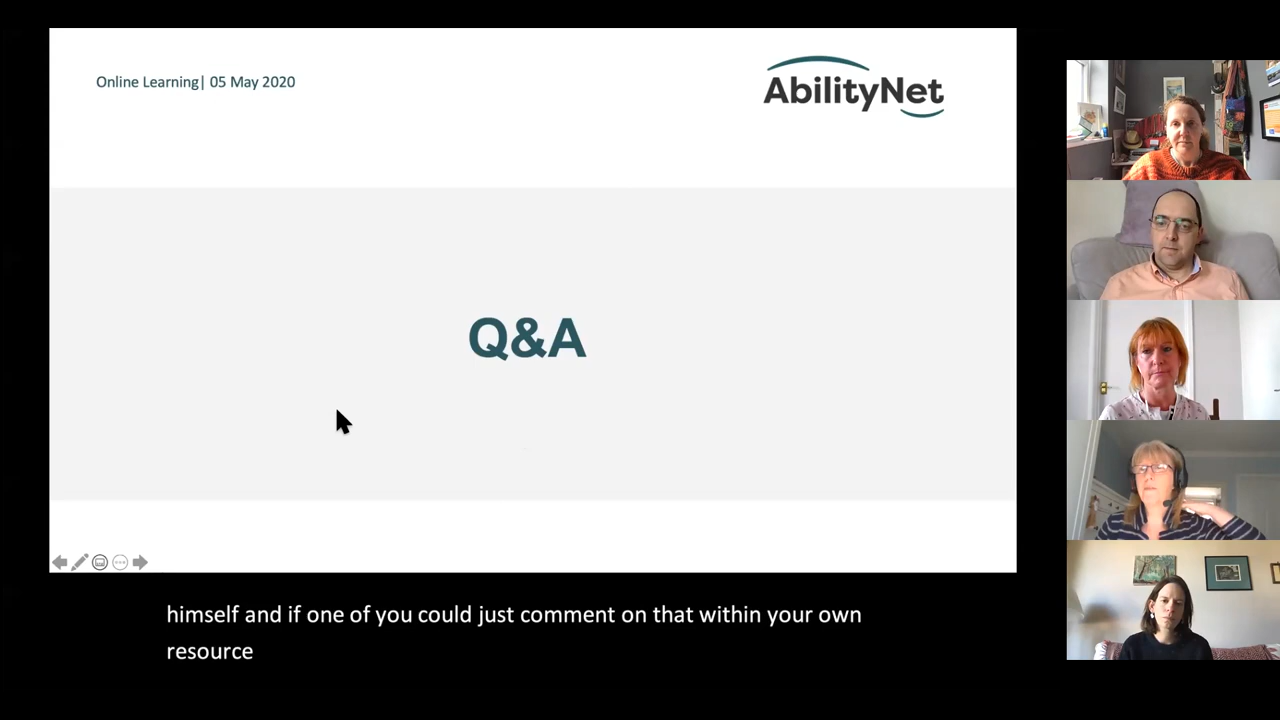 Online Learning| 05 May 2020
AbilityNet
Q&A
himself and if one of you could just comment on that within your own
resource